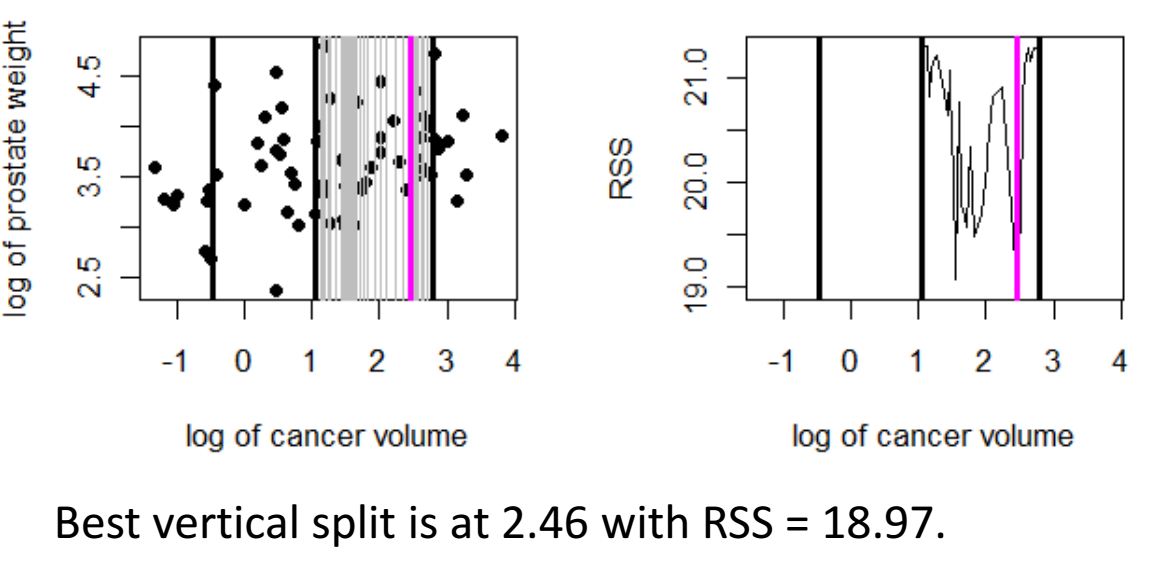 log of prostate weight
4.5
3.5
2.5
-1 0 1 2 3 4
log of cancer volume
RSS
21.0
20.0
19.0
-1 0 1 2 3 4
log of cancer volume
Best vertical split is at 2.46 with RSS = 18.97.